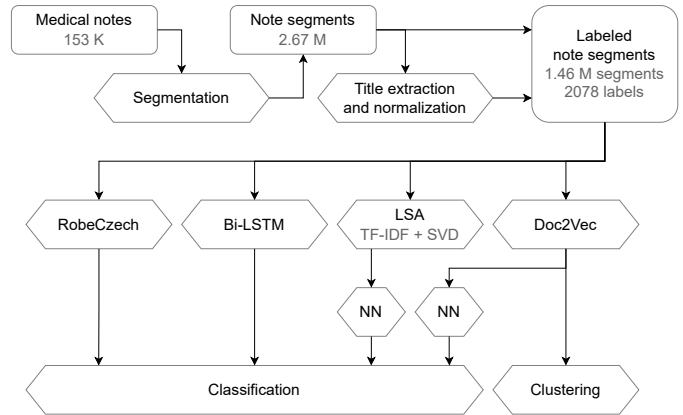 Medical notes
153 K
Note segments
2.67 M
Labeled
note segments
1.46 M segments
2078 labels
Segmentation
Title extraction
and normalization
RobeCzech
Bi-LSTM
LSA
TF-IDF + SVD
Doc2Vec
NN
NN
Classification
Clustering